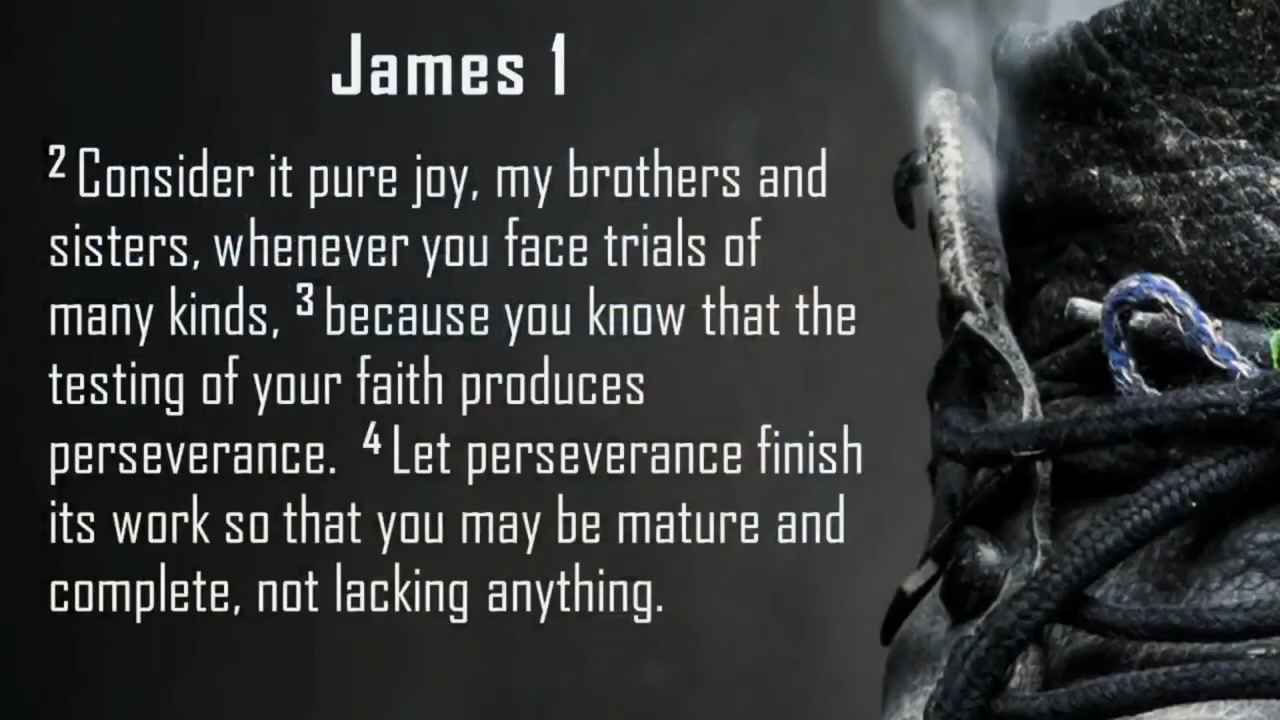 James 1
2 Consider it pure joy, my brothers and
sisters, whenever you face trials of
many kinds, 3 because you know that the
testing of your faith produces
perseverance. 4 Let perseverance finish
its work so that you may be mature and
complete, not lacking anything.